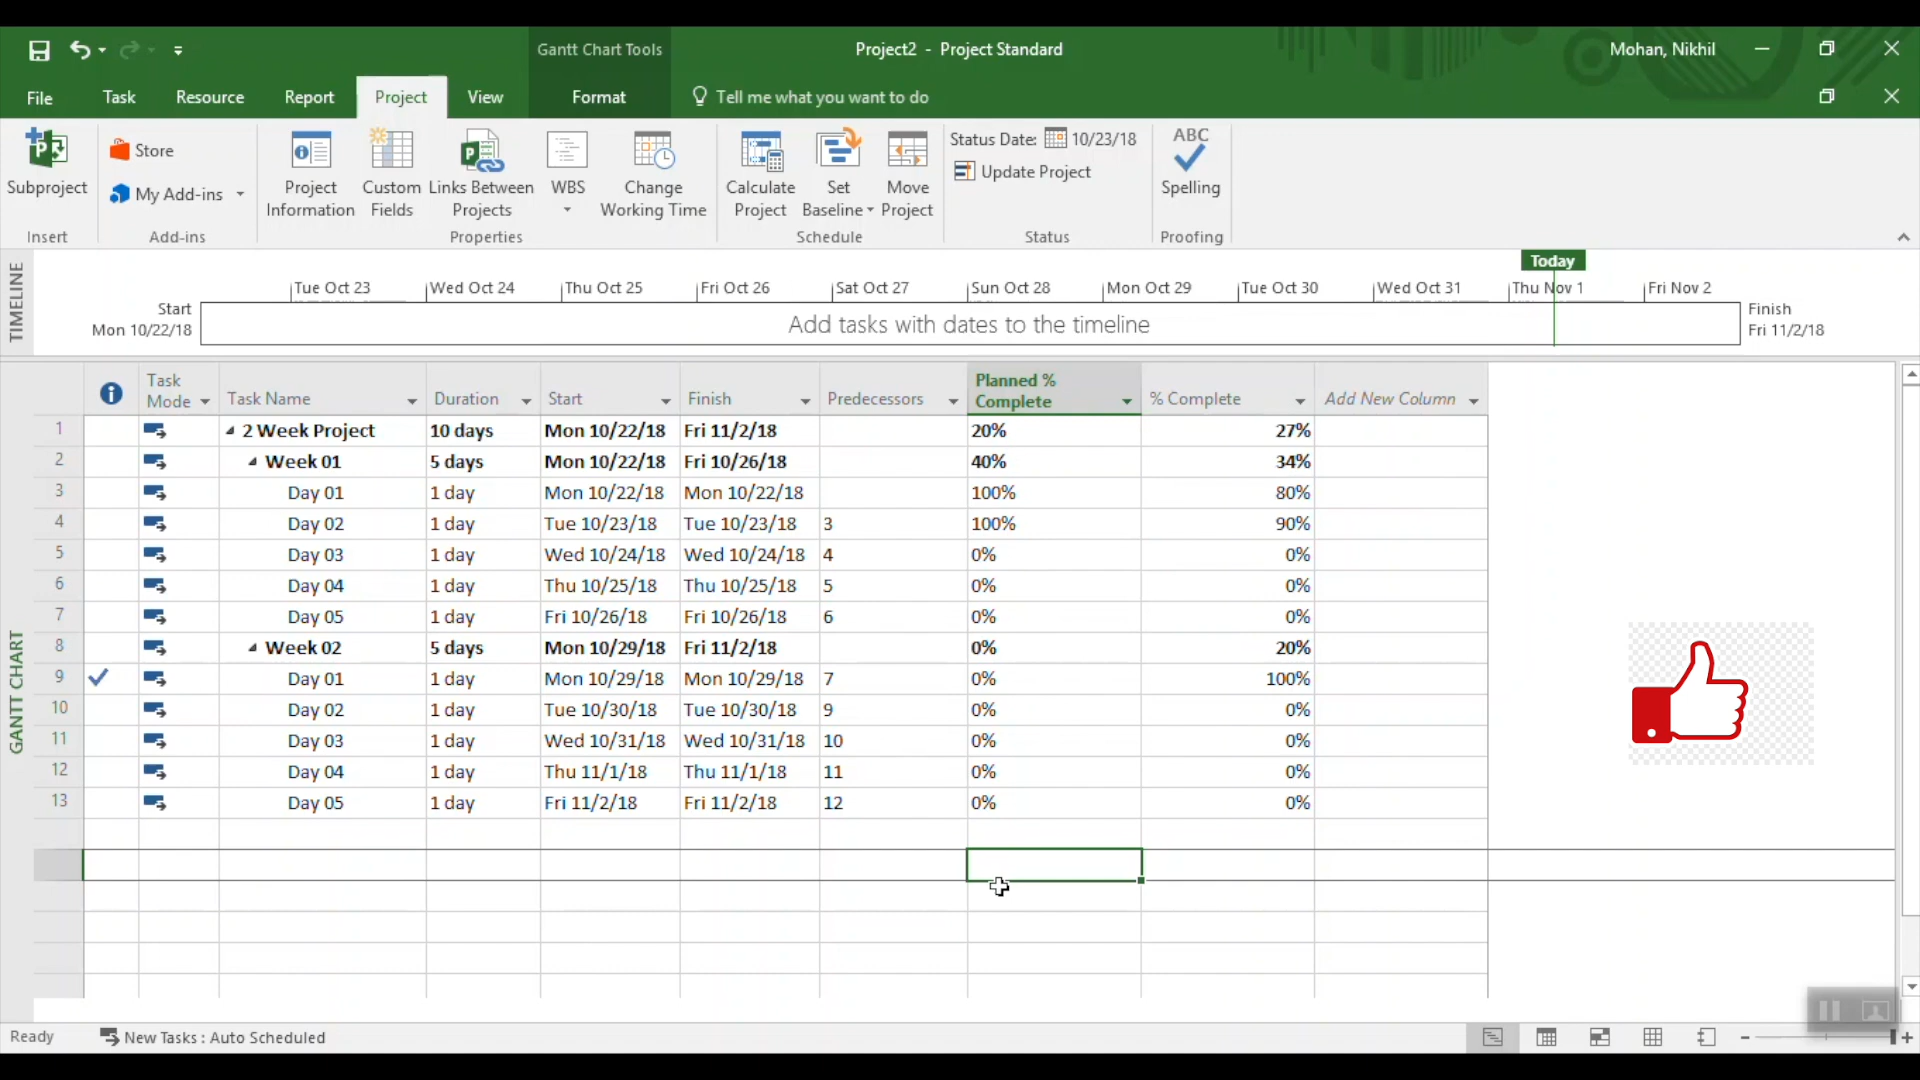 Gantt Chart Tools
Project2 - Project Standard
Mohan, Nikhil
File Task Resource Report Project View Format Tell me what you want to do
Subproject
Insert
Store
My Add-ins
Add-ins
Project Information
Custom Fields
Links Between Projects
WBS
Change Working Time
Properties
Calculate Project
Set Baseline
Move Project
Schedule
Status Date: 10/23/18
Update Project
Status
ABC
Spelling
Proofing
TIMELINE
Today
Tue Oct 23 Wed Oct 24 Thu Oct 25 Fri Oct 26 Sat Oct 27 Sun Oct 28 Mon Oct 29 Tue Oct 30 Wed Oct 31 Thu Nov 1 Fri Nov 2
Start
Mon 10/22/18
Add tasks with dates to the timeline
Finish
Fri 11/2/18
GANTT CHART
Task Mode Task Name Duration Start Finish Predecessors Planned % Complete % Complete Add New Column
1 2 Week Project 10 days Mon 10/22/18 Fri 11/2/18 20% 27%
2 Week 01 5 days Mon 10/22/18 Fri 10/26/18 40% 34%
3 Day 01 1 day Mon 10/22/18 Mon 10/22/18 100% 80%
4 Day 02 1 day Tue 10/23/18 Tue 10/23/18 3 100% 90%
5 Day 03 1 day Wed 10/24/18 Wed 10/24/18 4 0% 0%
6 Day 04 1 day Thu 10/25/18 Thu 10/25/18 5 0% 0%
7 Day 05 1 day Fri 10/26/18 Fri 10/26/18 6 0% 0%
8 Week 02 5 days Mon 10/29/18 Fri 11/2/18 0% 20%
9 Day 01 1 day Mon 10/29/18 Mon 10/29/18 7 0% 100%
10 Day 02 1 day Tue 10/30/18 Tue 10/30/18 9 0% 0%
11 Day 03 1 day Wed 10/31/18 Wed 10/31/18 10 0% 0%
12 Day 04 1 day Thu 11/1/18 Thu 11/1/18 11 0% 0%
13 Day 05 1 day Fri 11/2/18 Fri 11/2/18 12 0% 0%
Ready New Tasks : Auto Scheduled